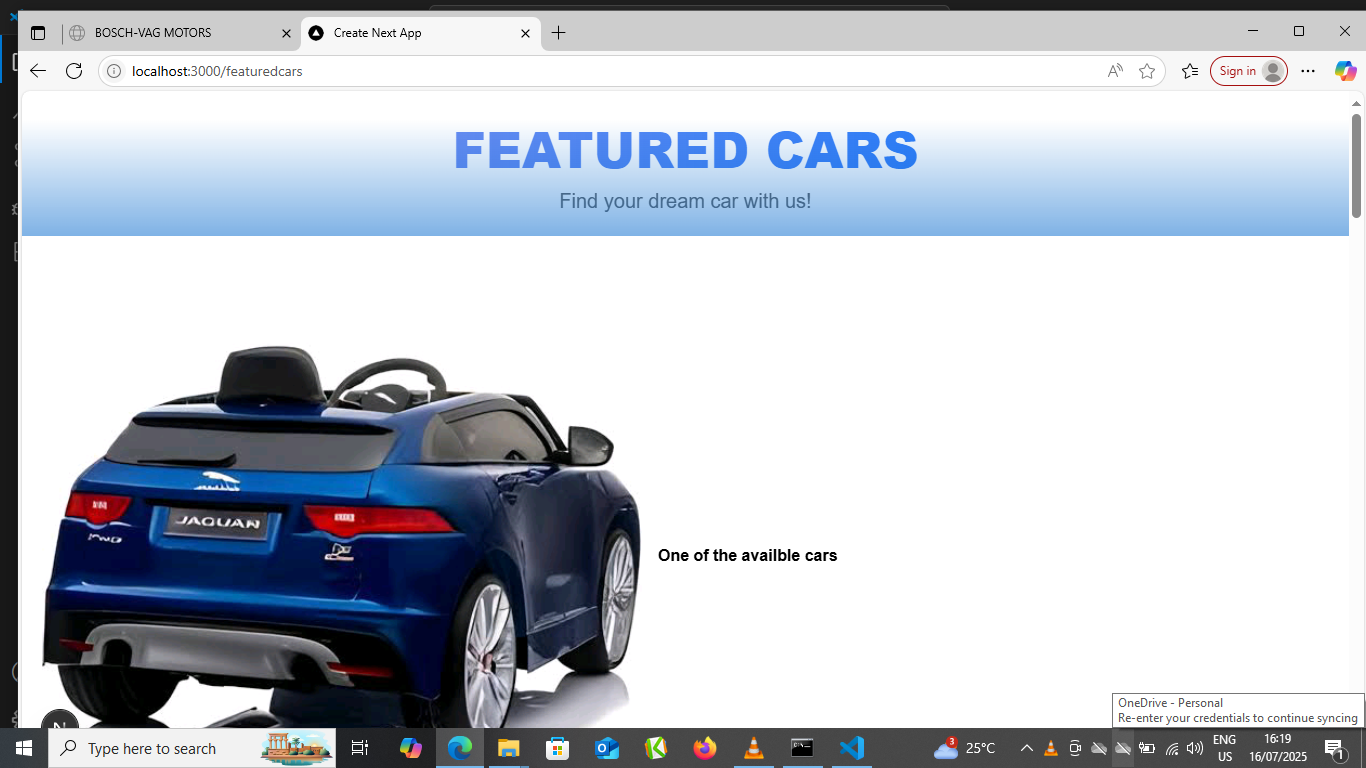 BOSCH-VAG MOTORS
Create Next App
localhost:3000/featuredcars
Sign in
FEATURED CARS
Find your dream car with us!
JAGUAN
One of the availble cars
OneDrive - Personal
Re-enter your credentials to continue syncing
Type here to search
3
25°C
ENG
US
16:19
16/07/2025
1